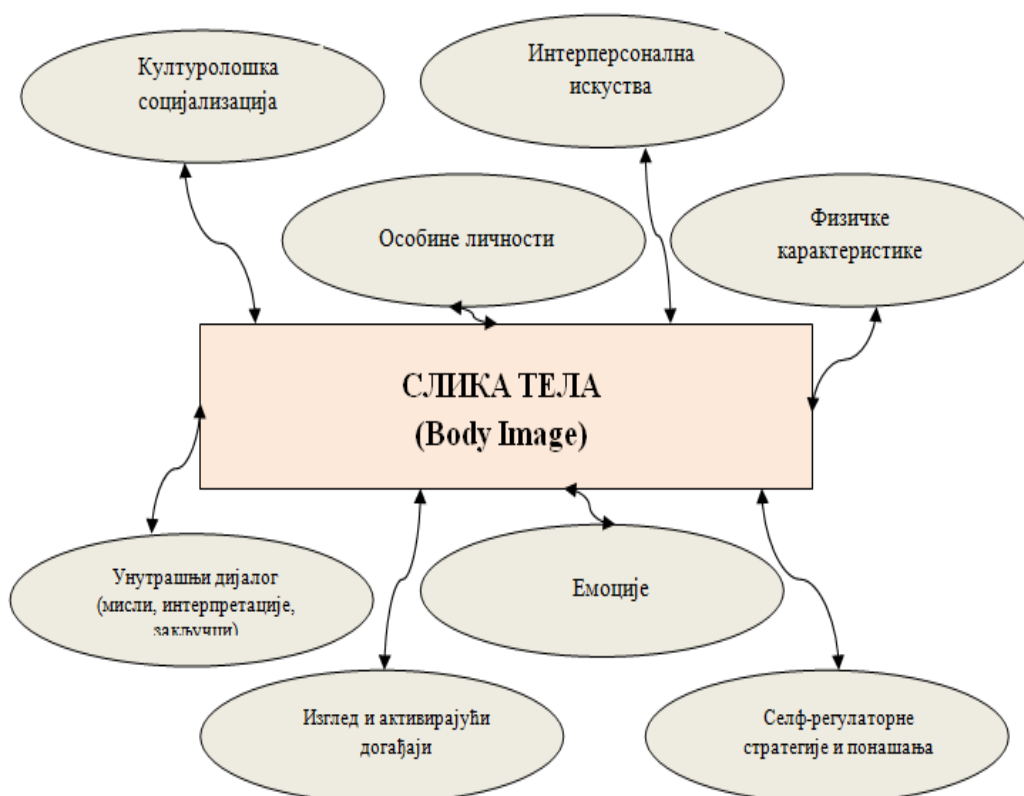 Културолошка
социјализација
Интерперсонална
искуства
Особине личности
Физичке
карактеристике
СЛИКА ТЕЛА
(Body Image)
Унутрашњи дијалог
(мисли, интерпретације,
закључци)
Емоције
Изглед и активирајући
догађаји
Селф-регулаторне
стратегије и понашања